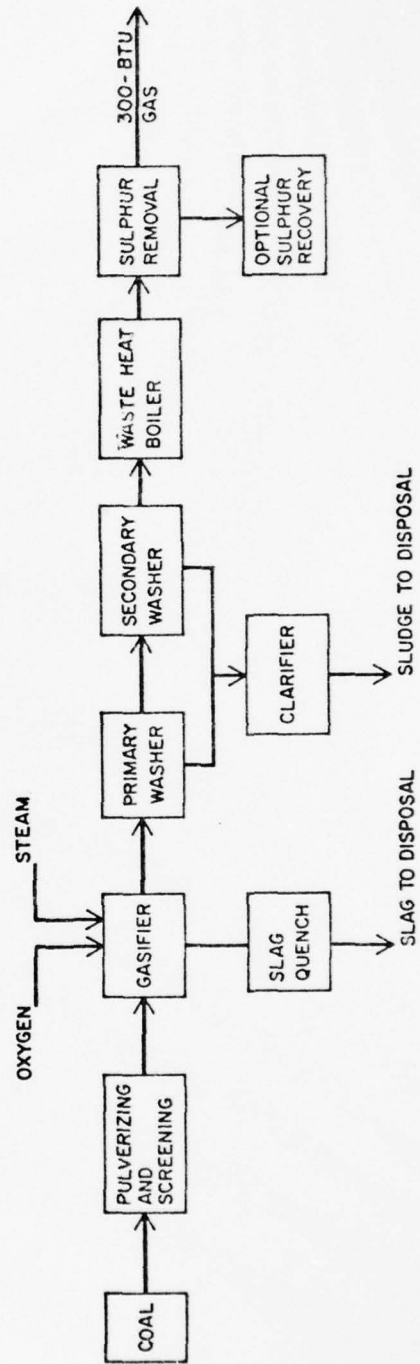 COAL
PULVERIZING
AND
SCREENING
OXYGEN
STEAM
GASIFIER
SLAG
QUENCH
SLAG TO DISPOSAL
PRIMARY
WASHER
SECONDARY
WASHER
CLARIFIER
SLUDGE TO DISPOSAL
WASTE HEAT
BOILER
SULPHUR
REMOVAL
OPTIONAL
SULPHUR
RECOVERY
300-BTU
GAS